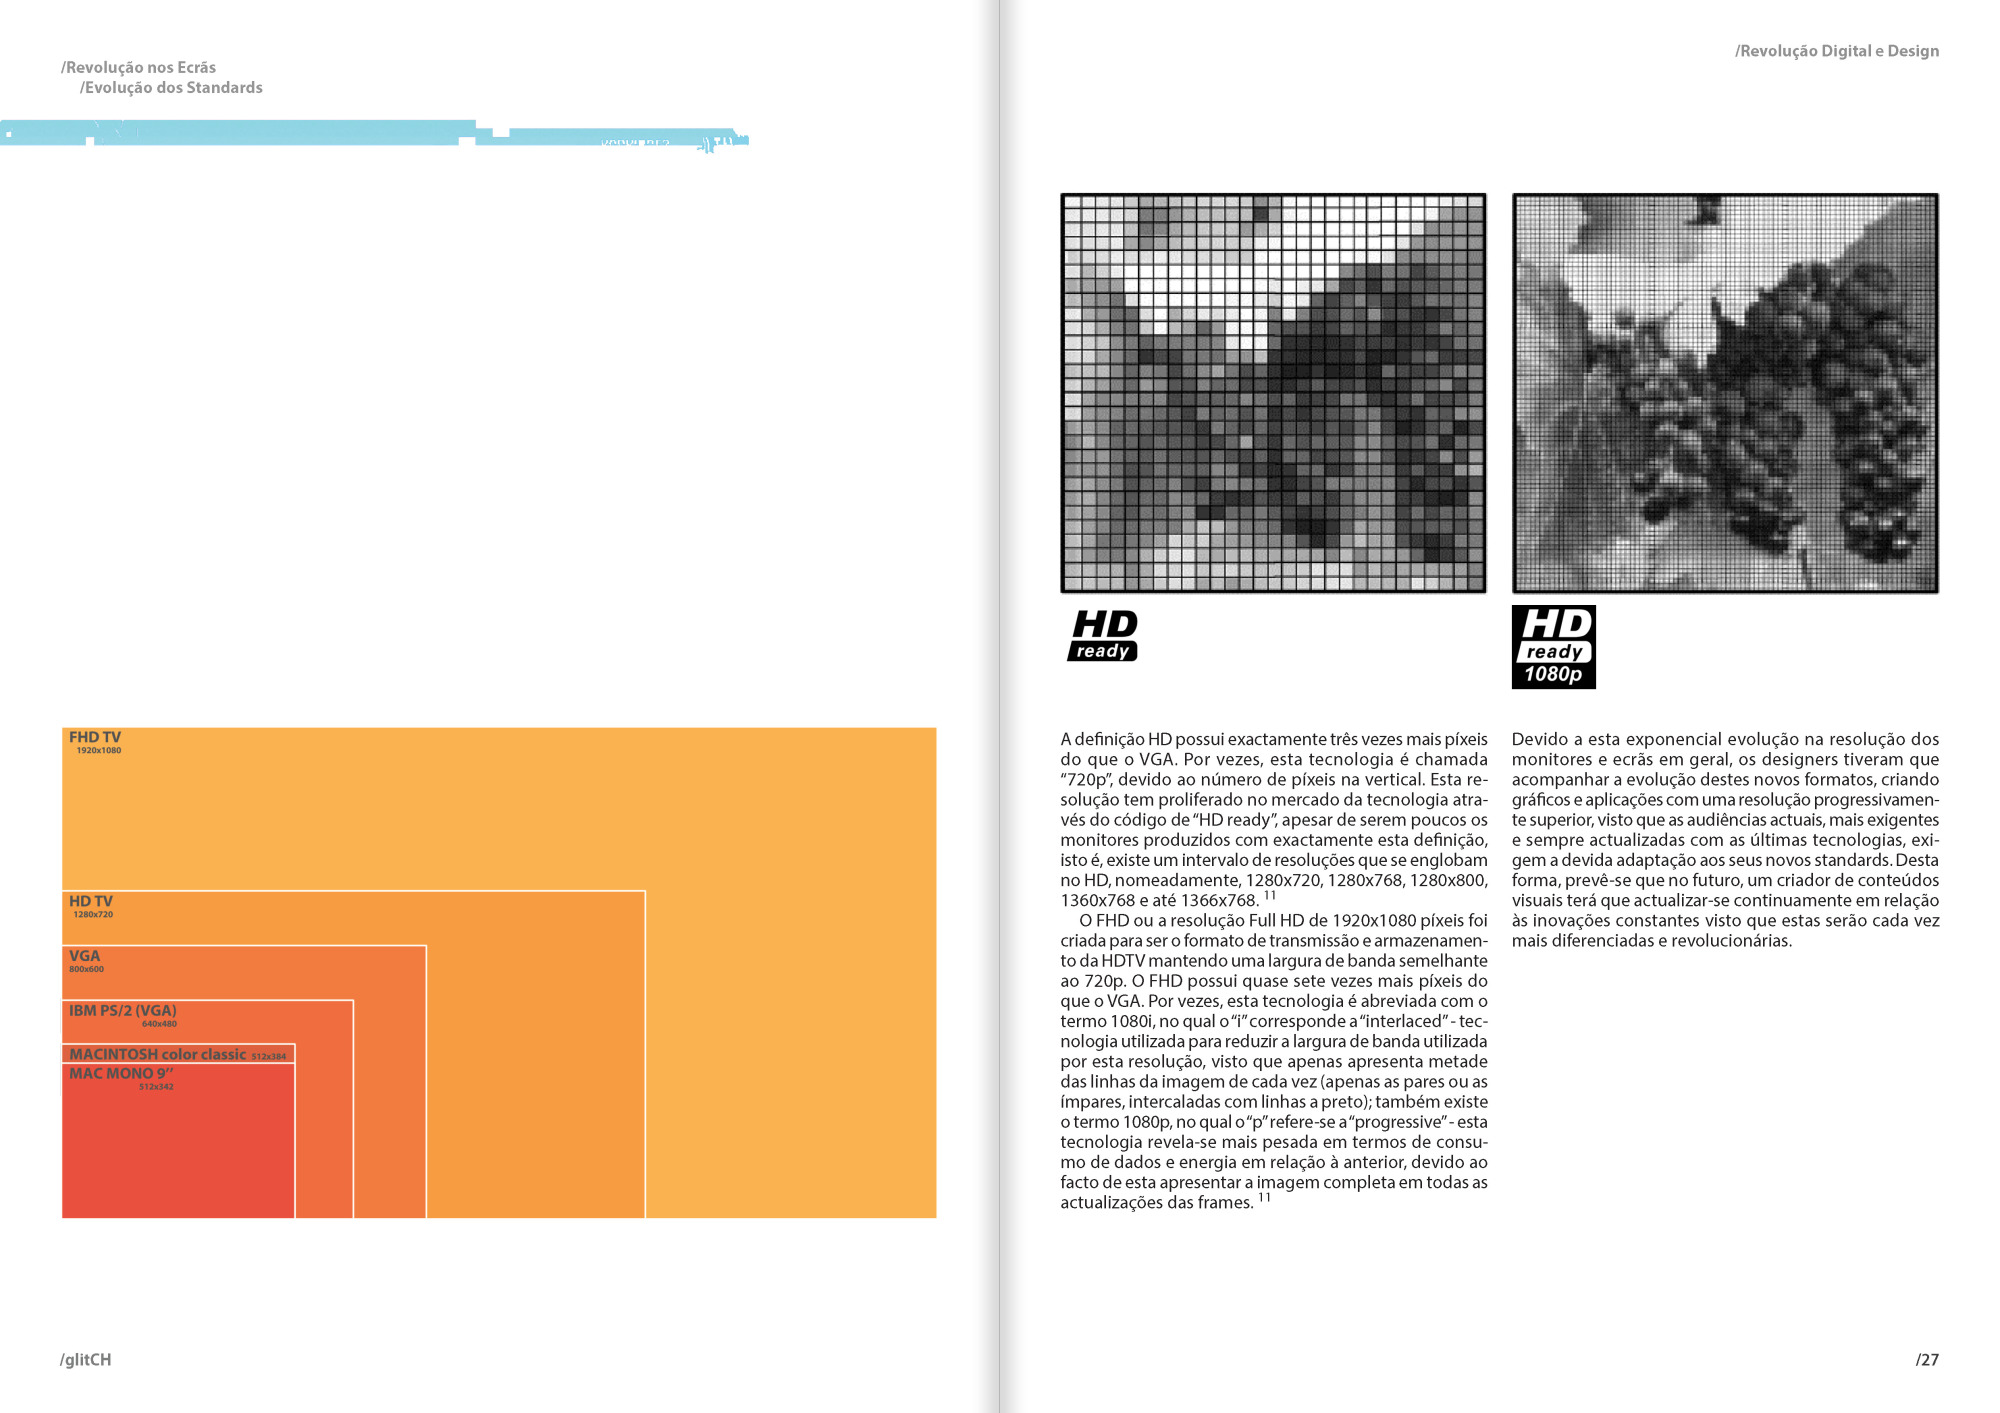 /Revolução nos Ecrãs
/Evolução dos Standards
FHD TV
1920x1080
HD TV
1280x720
VGA
800x600
IBM PS/2 (VGA)
640x480
MACINTOSH color classic 512x384
MAC MONO 9’’
512x342
/glitCH
/Revolução Digital e Design
HD
ready
HD
ready
1080p
A definição HD possui exactamente três vezes mais píxeis
do que o VGA. Por vezes, esta tecnologia é chamada
“720p”, devido ao número de píxeis na vertical. Esta re-
solução tem proliferado no mercado da tecnologia atra-
vés do código de “HD ready”, apesar de serem poucos os
monitores produzidos com exactamente esta definição,
isto é, existe um intervalo de resoluções que se englobam
no HD, nomeadamente, 1280x720, 1280x768, 1280x800,
1360x768 e até 1366x768. 11
O FHD ou a resolução Full HD de 1920x1080 píxeis foi
criada para ser o formato de transmissão e armazenamen-
to da HDTV mantendo uma largura de banda semelhante
ao 720p. O FHD possui quase sete vezes mais píxeis do
que o VGA. Por vezes, esta tecnologia é abreviada com o
termo 1080i, no qual o “i” corresponde a “interlaced” - tec-
nologia utilizada para reduzir a largura de banda utilizada
por esta resolução, visto que apenas apresenta metade
das linhas da imagem de cada vez (apenas as pares ou as
ímpares, intercaladas com linhas a preto); também existe
o termo 1080p, no qual o “p” refere-se a “progressive” - esta
tecnologia revela-se mais pesada em termos de consu-
mo de dados e energia em relação à anterior, devido ao
facto de esta apresentar a imagem completa em todas as
actualizações das frames. 11
Devido a esta exponencial evolução na resolução dos
monitores e ecrãs em geral, os designers tiveram que
acompanhar a evolução destes novos formatos, criando
gráficos e aplicações com uma resolução progressivamen-
te superior, visto que as audiências actuais, mais exigentes
e sempre actualizadas com as últimas tecnologias, exi-
gem a devida adaptação aos seus novos standards. Desta
forma, prevê-se que no futuro, um criador de conteúdos
visuais terá que actualizar-se continuamente em relação
às inovações constantes visto que estas serão cada vez
mais diferenciadas e revolucionárias.
/27